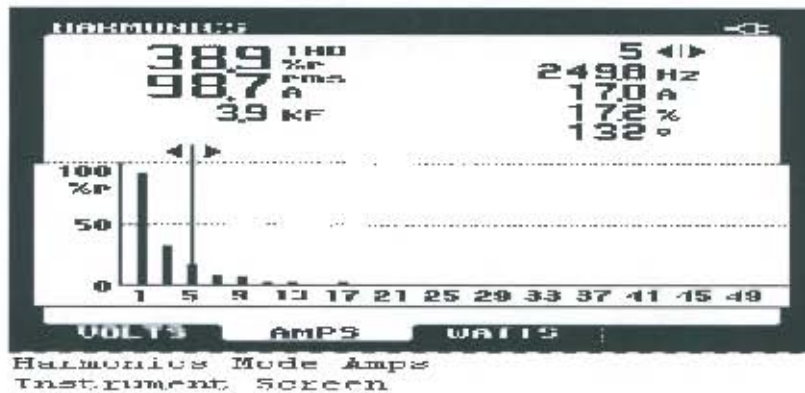 HARMONICS
38.9 THD %r
98.7 rms A
3.9 KF
5
249.8 Hz
17.0 A
17.2 %
132 °
100 %r
50
0
1 5 9 13 17 21 25 29 33 37 41 45 49
VOLTS AMPS WATTS
Harmonics Mode Amps
Instrument Screen